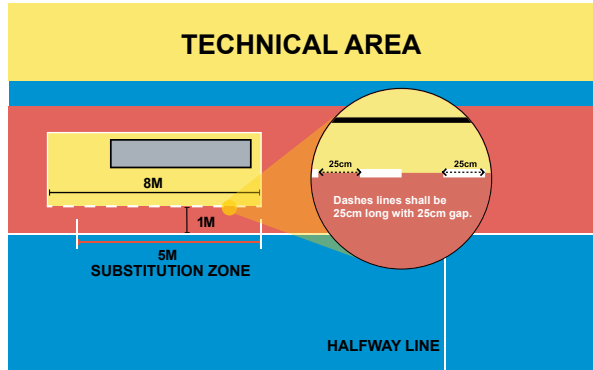 TECHNICAL AREA
25cm
25cm
8M
Dashes lines shall be
25cm long with 25cm gap.
1M
5M
SUBSTITUTION ZONE
HALFWAY LINE